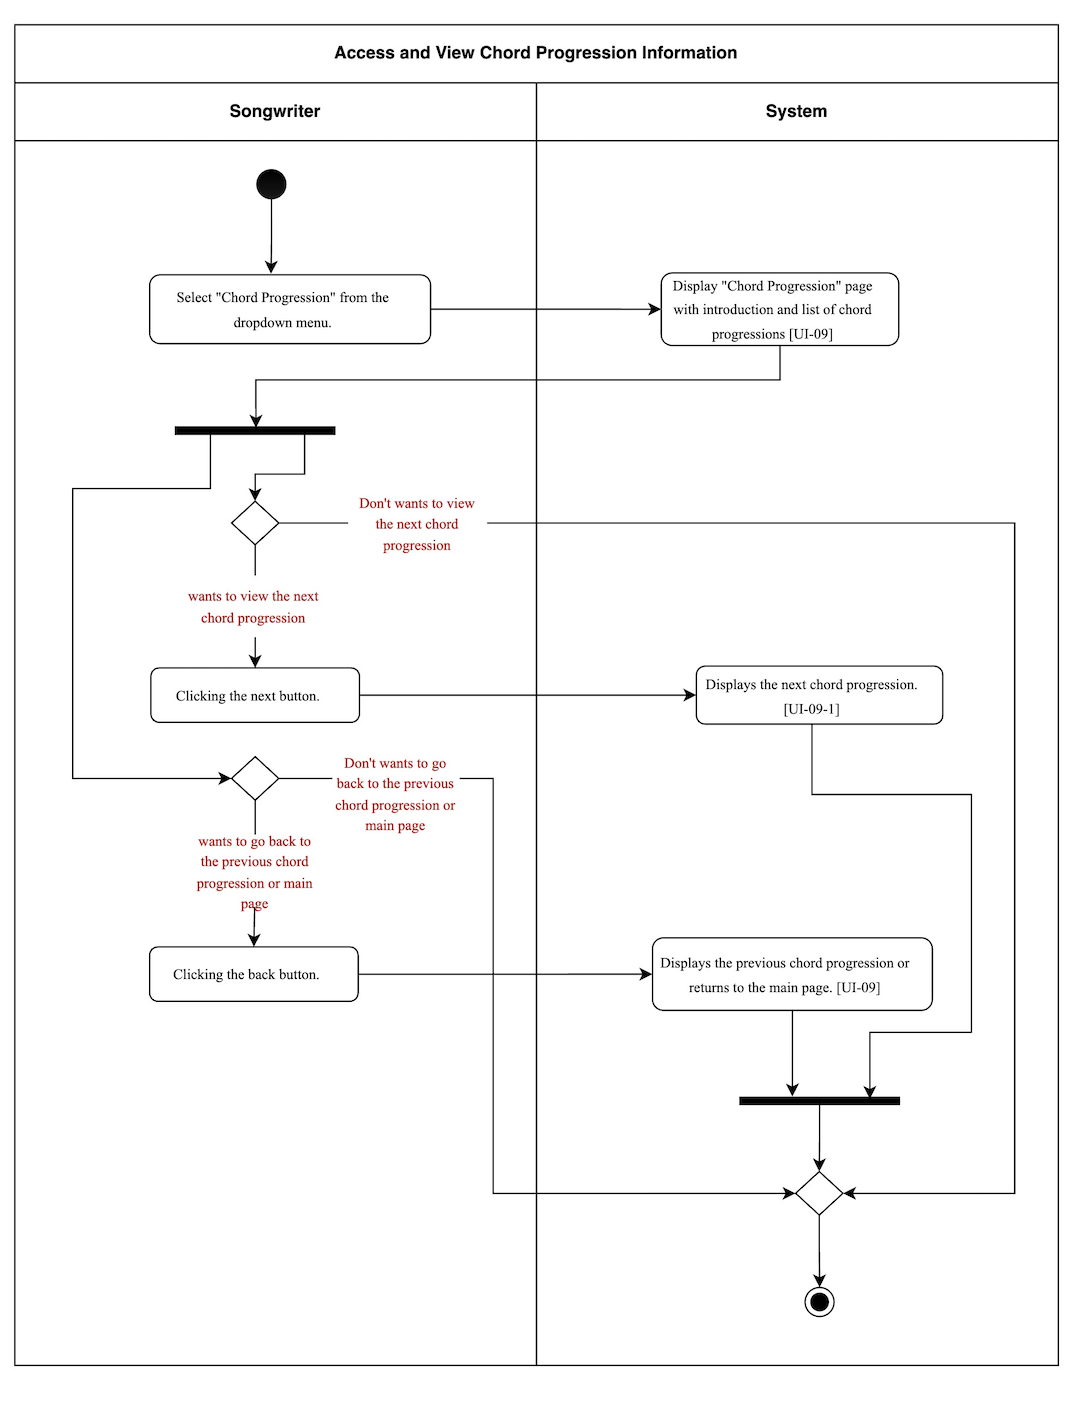 Access and View Chord Progression Information
Songwriter
System
Select "Chord Progression" from the
dropdown menu.
Display "Chord Progression" page
with introduction and list of chord
progressions [UI-09]
Don't wants to view
the next chord
progression
wants to view the next
chord progression
Clicking the next button.
Displays the next chord progression.
[UI-09-1]
Don't wants to go
back to the previous
chord progression or
main page
wants to go back to
the previous chord
progression or main
page
Clicking the back button.
Displays the previous chord progression or
returns to the main page. [UI-09]